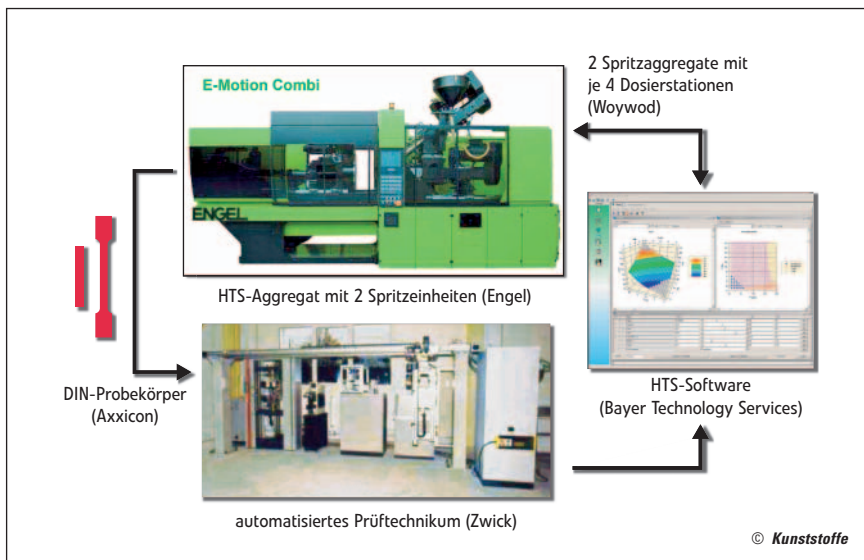 E-Motion Combi
2 Spritzaggregate mit
je 4 Dosierstationen
(Woywod)
ENGEL
HTS-Aggregat mit 2 Spritzeinheiten (Engel)
DIN-Probekörper
(Axxicon)
HTS-Software
(Bayer Technology Services)
automatisiertes Prüftechnikum (Zwick)
© Kunststoffe